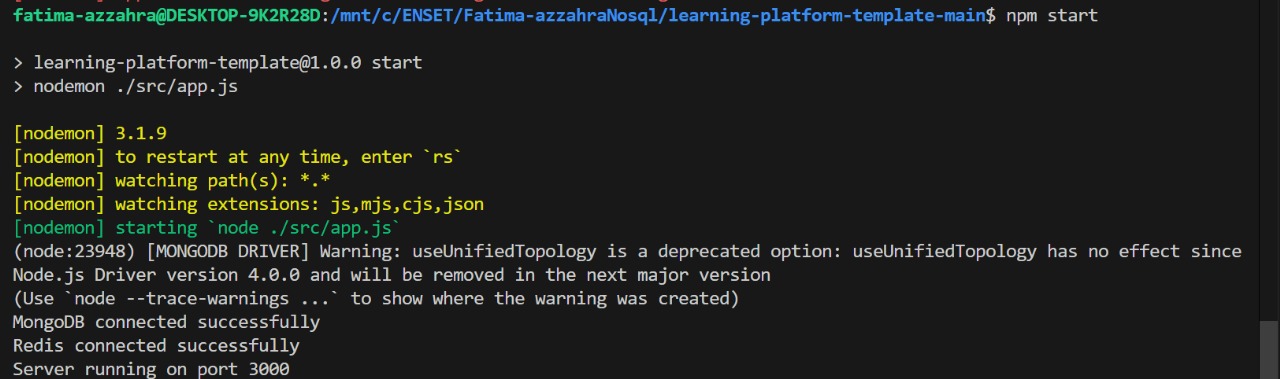 fatima-azzahra@DESKTOP-9K2R28D:/mnt/c/ENSET/Fatima-azzahraNosql/learning-platform-template-main$ npm start
> learning-platform-template@1.0.0 start
> nodemon ./src/app.js
[nodemon] 3.1.9
[nodemon] to restart at any time, enter `rs`
[nodemon] watching path(s): *.*
[nodemon] watching extensions: js,mjs,cjs,json
[nodemon] starting `node ./src/app.js`
(node:23948) [MONGODB DRIVER] Warning: useUnifiedTopology is a deprecated option: useUnifiedTopology has no effect since
Node.js Driver version 4.0.0 and will be removed in the next major version
(Use `node --trace-warnings ...` to show where the warning was created)
MongoDB connected successfully
Redis connected successfully
Server running on port 3000